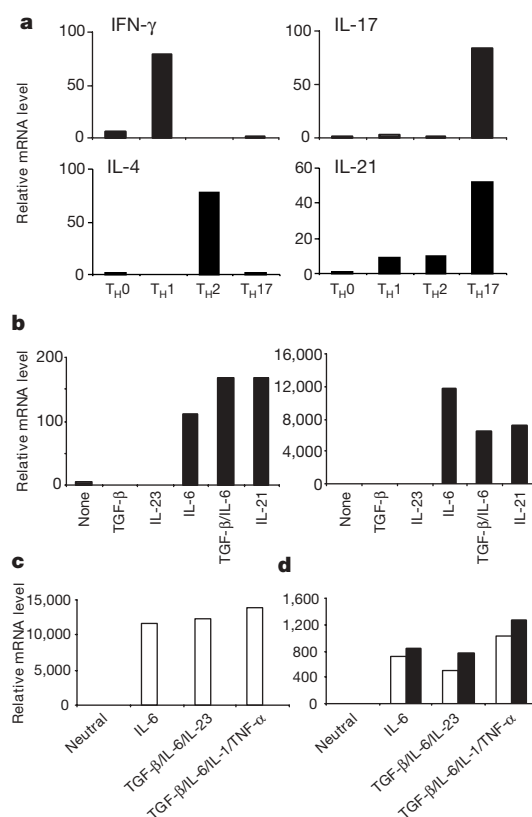 a
IFN-γ
IL-17
Relative mRNA level
100
50
0
100
50
0
IL-4
IL-21
100
50
0
60
40
20
0
TH0 TH1 TH2 TH17
TH0 TH1 TH2 TH17
b
Relative mRNA level
200
100
0
16,000
12,000
8,000
4,000
0
None
TGF-β
IL-23
IL-6
TGF-β/IL-6
IL-21
None
TGF-β
IL-23
IL-6
TGF-β/IL-6
IL-21
c
Relative mRNA level
15,000
10,000
5,000
0
Neutral
IL-6
TGF-β/IL-6/IL-23
TGF-β/IL-6/IL-1/TNF-α
d
1,600
1,200
800
400
0
Neutral
IL-6
TGF-β/IL-6/IL-23
TGF-β/IL-6/IL-1/TNF-α